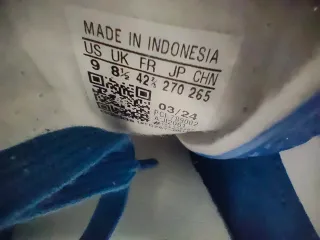 MADE IN INDONESIA
US UK FR JP CHN
9 8½ 42⅔ 270 265
03/24